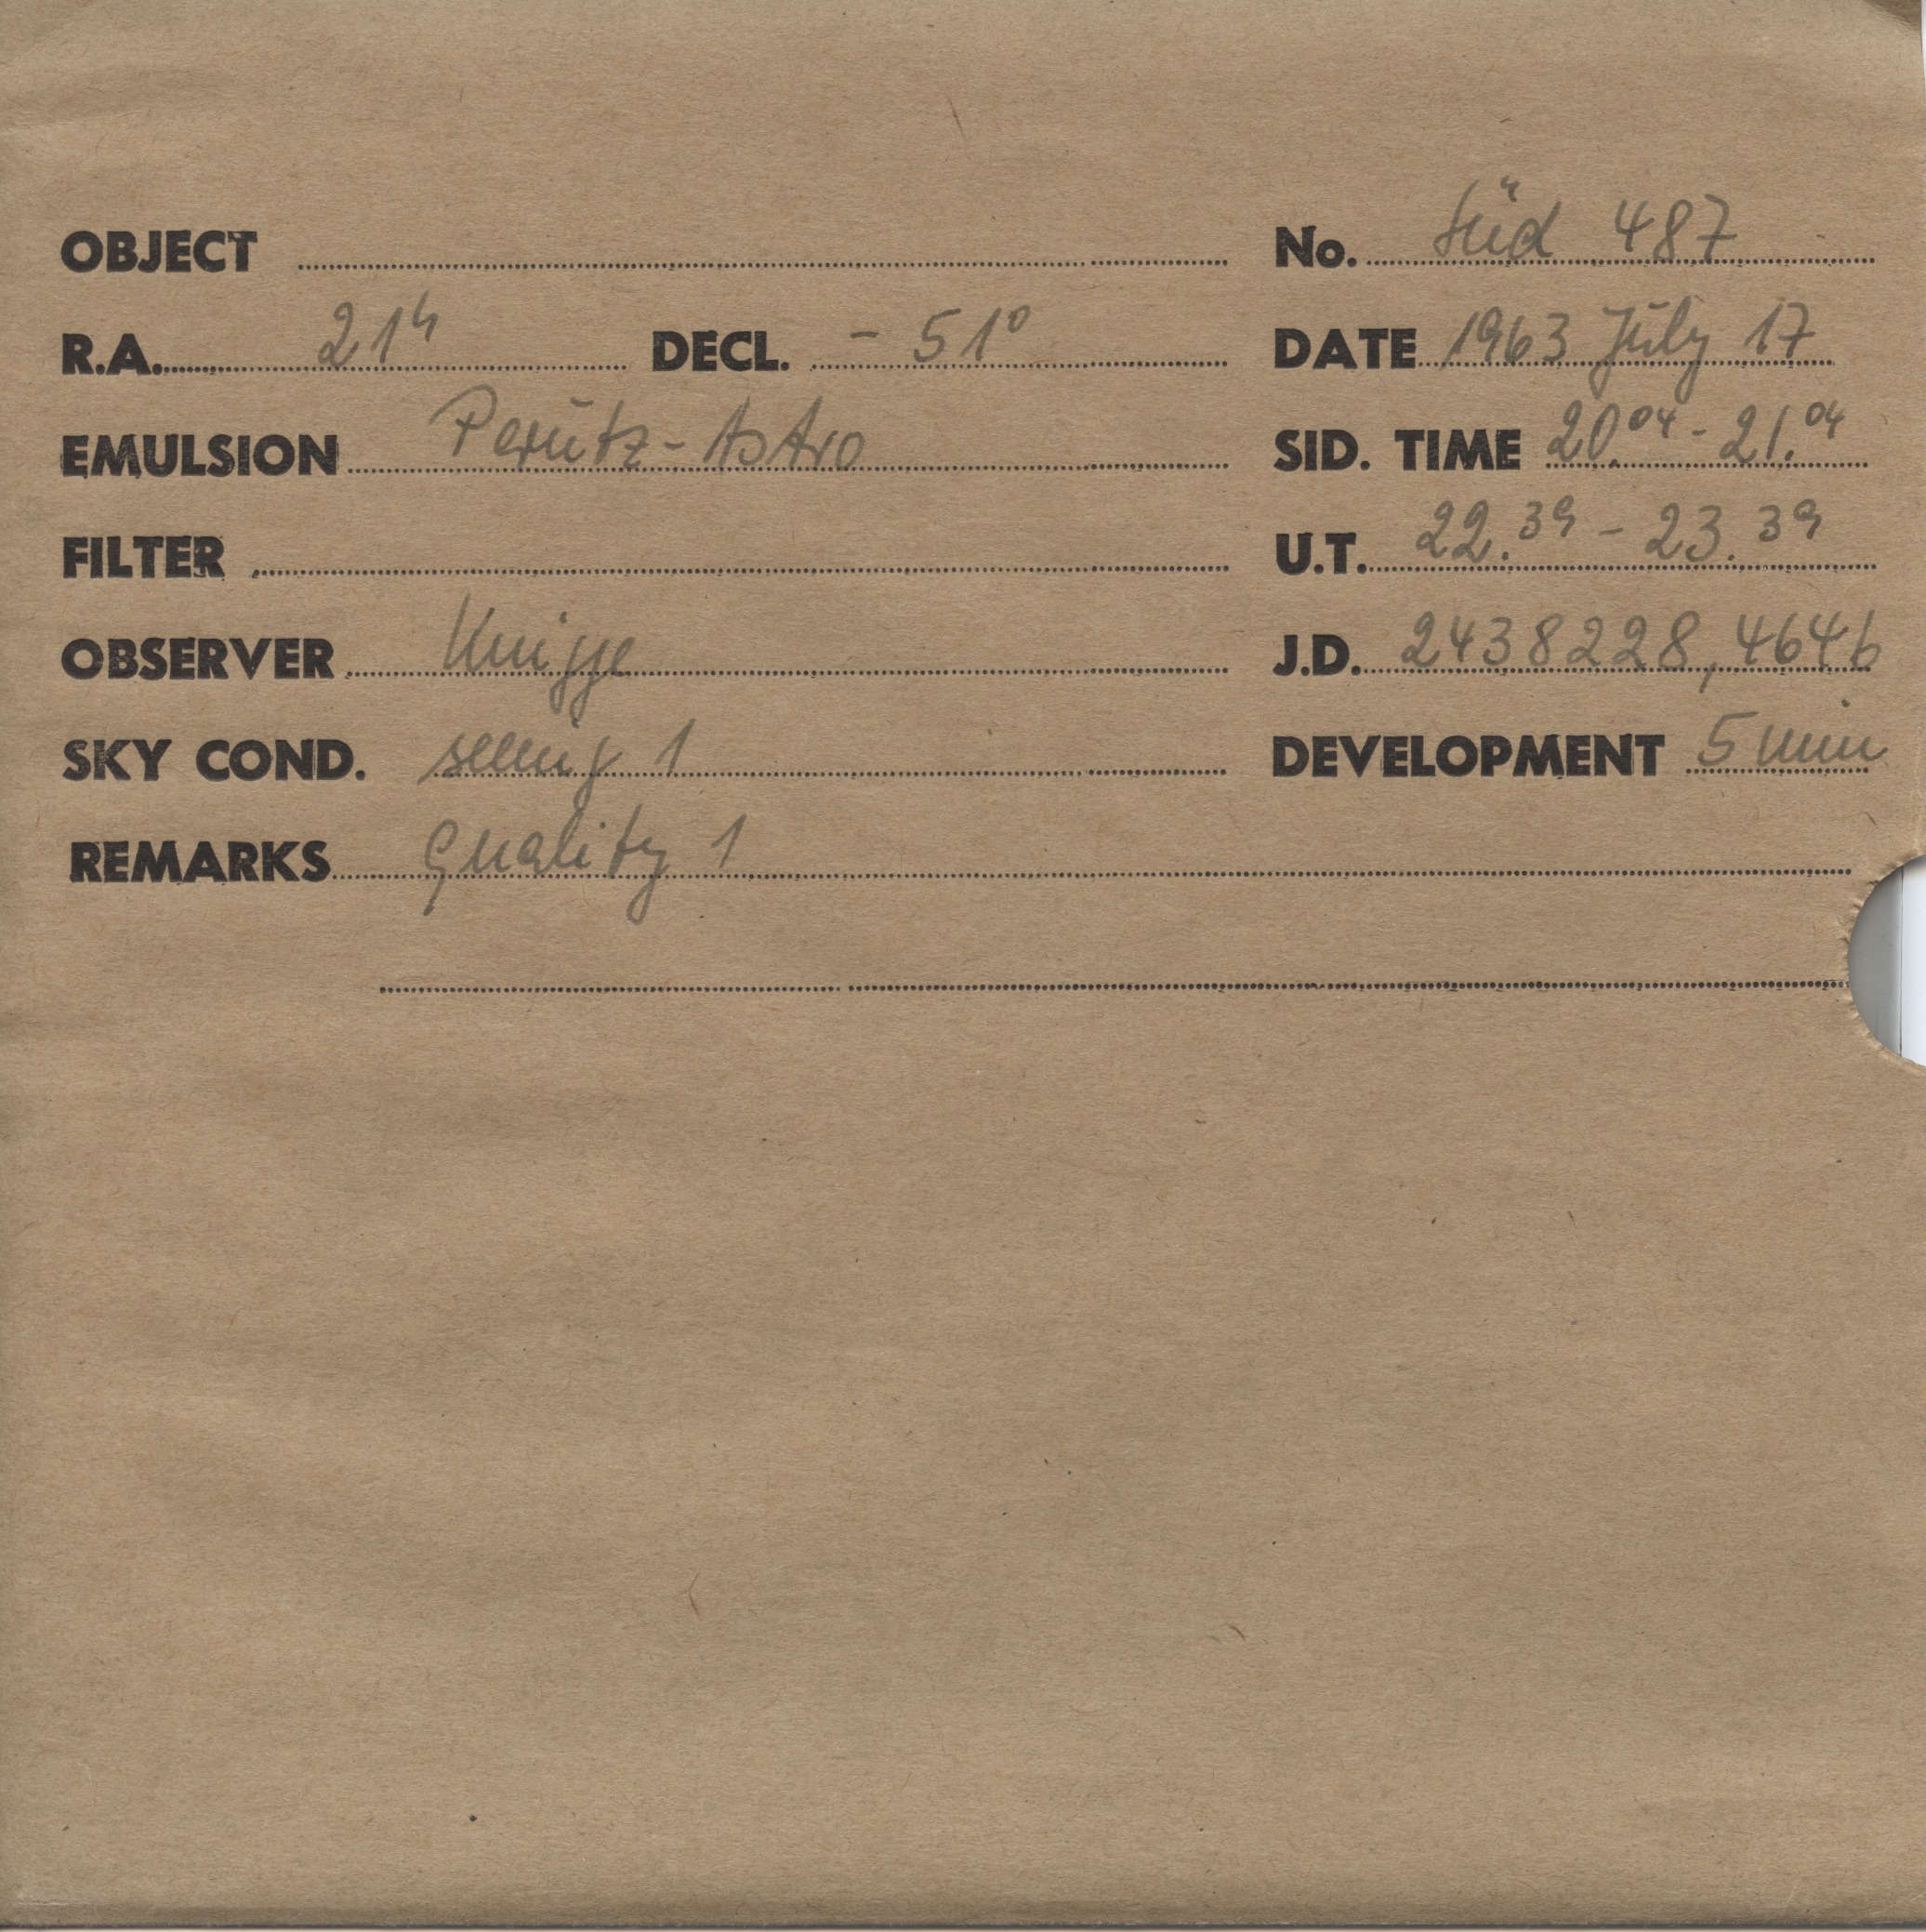 OBJECT No. Süd 487
R.A. 21h DECL. - 51° DATE 1963 July 17
EMULSION Perutz-Astro SID. TIME 20.04 - 21.04
FILTER U.T. 22.39 - 23.39
OBSERVER Knigge J.D. 2438228,4646
SKY COND. seeing 1 DEVELOPMENT 5 min
REMARKS Quality 1